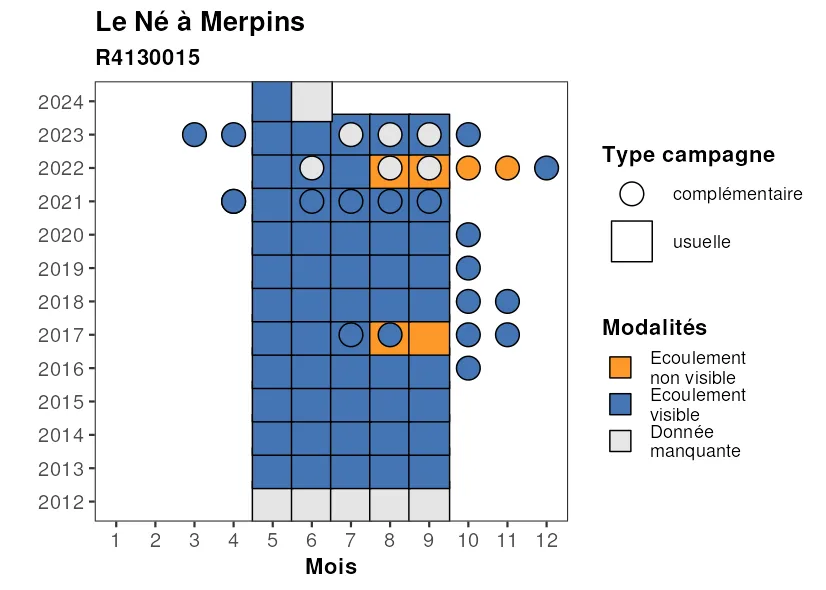 Le Né à Merpins
R4130015
2024
2023
2022
2021
2020
2019
2018
2017
2016
2015
2014
2013
2012
1 2 3 4 5 6 7 8 9 10 11 12
Mois
Type campagne
complémentaire
usuelle
Modalités
Ecoulement
non visible
Ecoulement
visible
Donnée
manquante